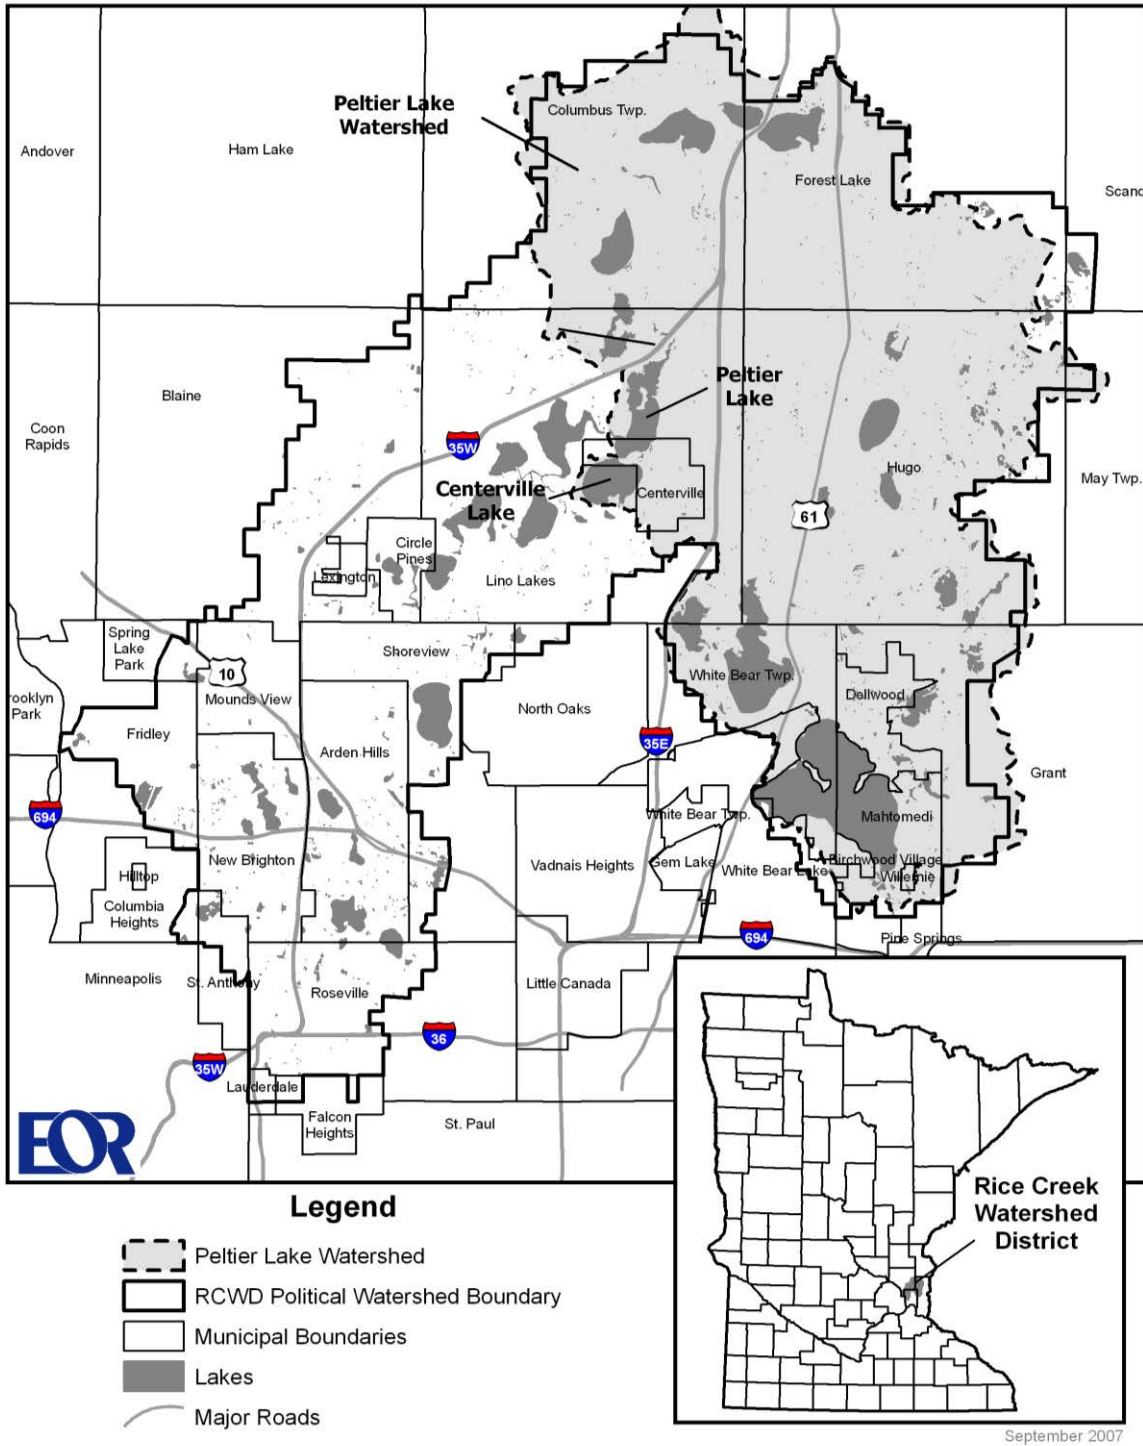 Peltier Lake
Watershed
Columbus Twp.
Andover
Ham Lake
Forest Lake
Scand
Blaine
Coon
Rapids
Peltier
Lake
35W
Centerville
Lake
Centerville
Hugo
May Twp.
61
Circle
Pines
Lexington
Lino Lakes
Spring
Lake
Park
Shoreview
10
White Bear Twp.
Dellwood
rooklyn
Park
Mounds View
North Oaks
Fridley
Arden Hills
35E
Grant
694
White Bear Twp.
Mahtomedi
New Brighton
Vadnais Heights
Gem Lake
White Bear Lake
Birchwood Village
Willernie
Hilltop
Columbia
Heights
694
Pine Springs
Minneapolis
St. Anthony
Roseville
Little Canada
36
35W
Lauderdale
Falcon
Heights
St. Paul
EOR
Rice Creek
Watershed
District
Legend
Peltier Lake Watershed
RCWD Political Watershed Boundary
Municipal Boundaries
Lakes
Major Roads
September 2007